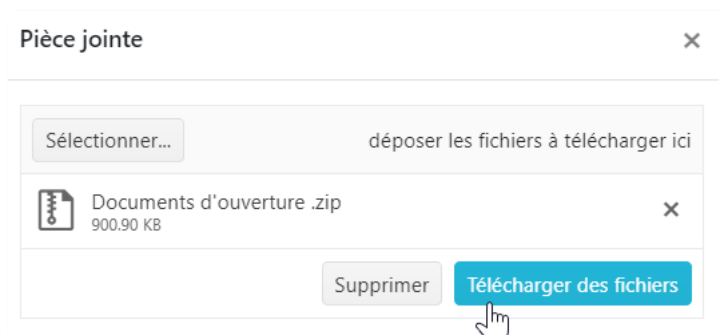 Pièce jointe
Sélectionner... déposer les fichiers à télécharger ici
Documents d'ouverture .zip
900.90 KB
Supprimer Télécharger des fichiers